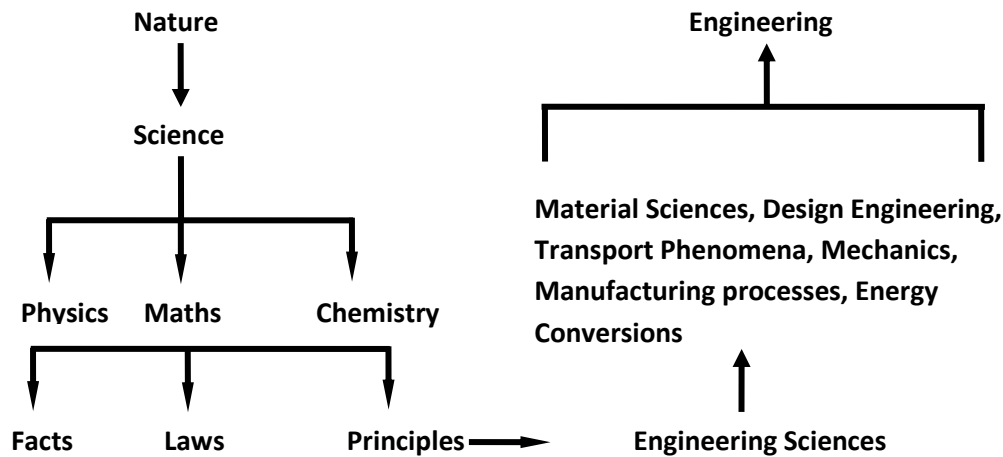 Nature
Science
Physics Maths Chemistry
Facts Laws Principles
Engineering Sciences
Material Sciences, Design Engineering,
Transport Phenomena, Mechanics,
Manufacturing processes, Energy
Conversions
Engineering